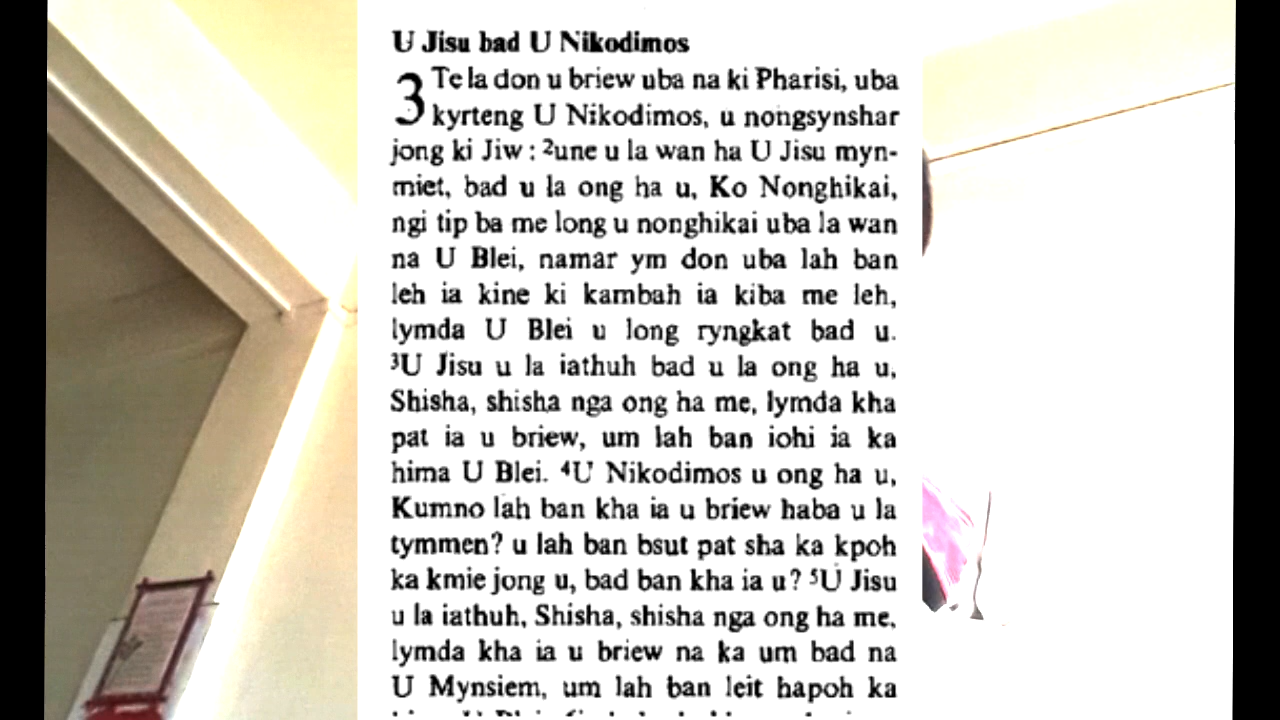 U Jisu bad U Nikodimos
3 Te la don u briew uba na ki Pharisi, uba
kyrteng U Nikodimos, u nongsynshar
jong ki Jiw : ²une u la wan ha U Jisu myn-
miet, bad u la ong ha u, Ko Nonghikai,
ngi tip ba me long u nonghikai uba la wan
na U Blei, namar ym don uba lah ban
leh ia kine ki kambah ia kiba me leh,
lymda U Blei u long ryngkat bad u.
³U Jisu u la iathuh bad u la ong ha u,
Shisha, shisha nga ong ha me, lymda kha
pat ia u briew, um lah ban iohi ia ka
hima U Blei. ⁴U Nikodimos u ong ha u,
Kumno lah ban kha ia u briew haba u la
tymmen? u lah ban bsut pat sha ka kpoh
ka kmie jong u, bad ban kha ia u? ⁵U Jisu
u la iathuh, Shisha, shisha nga ong ha me,
lymda kha ia u briew na ka um bad na
U Mynsiem, um lah ban leit hapoh ka